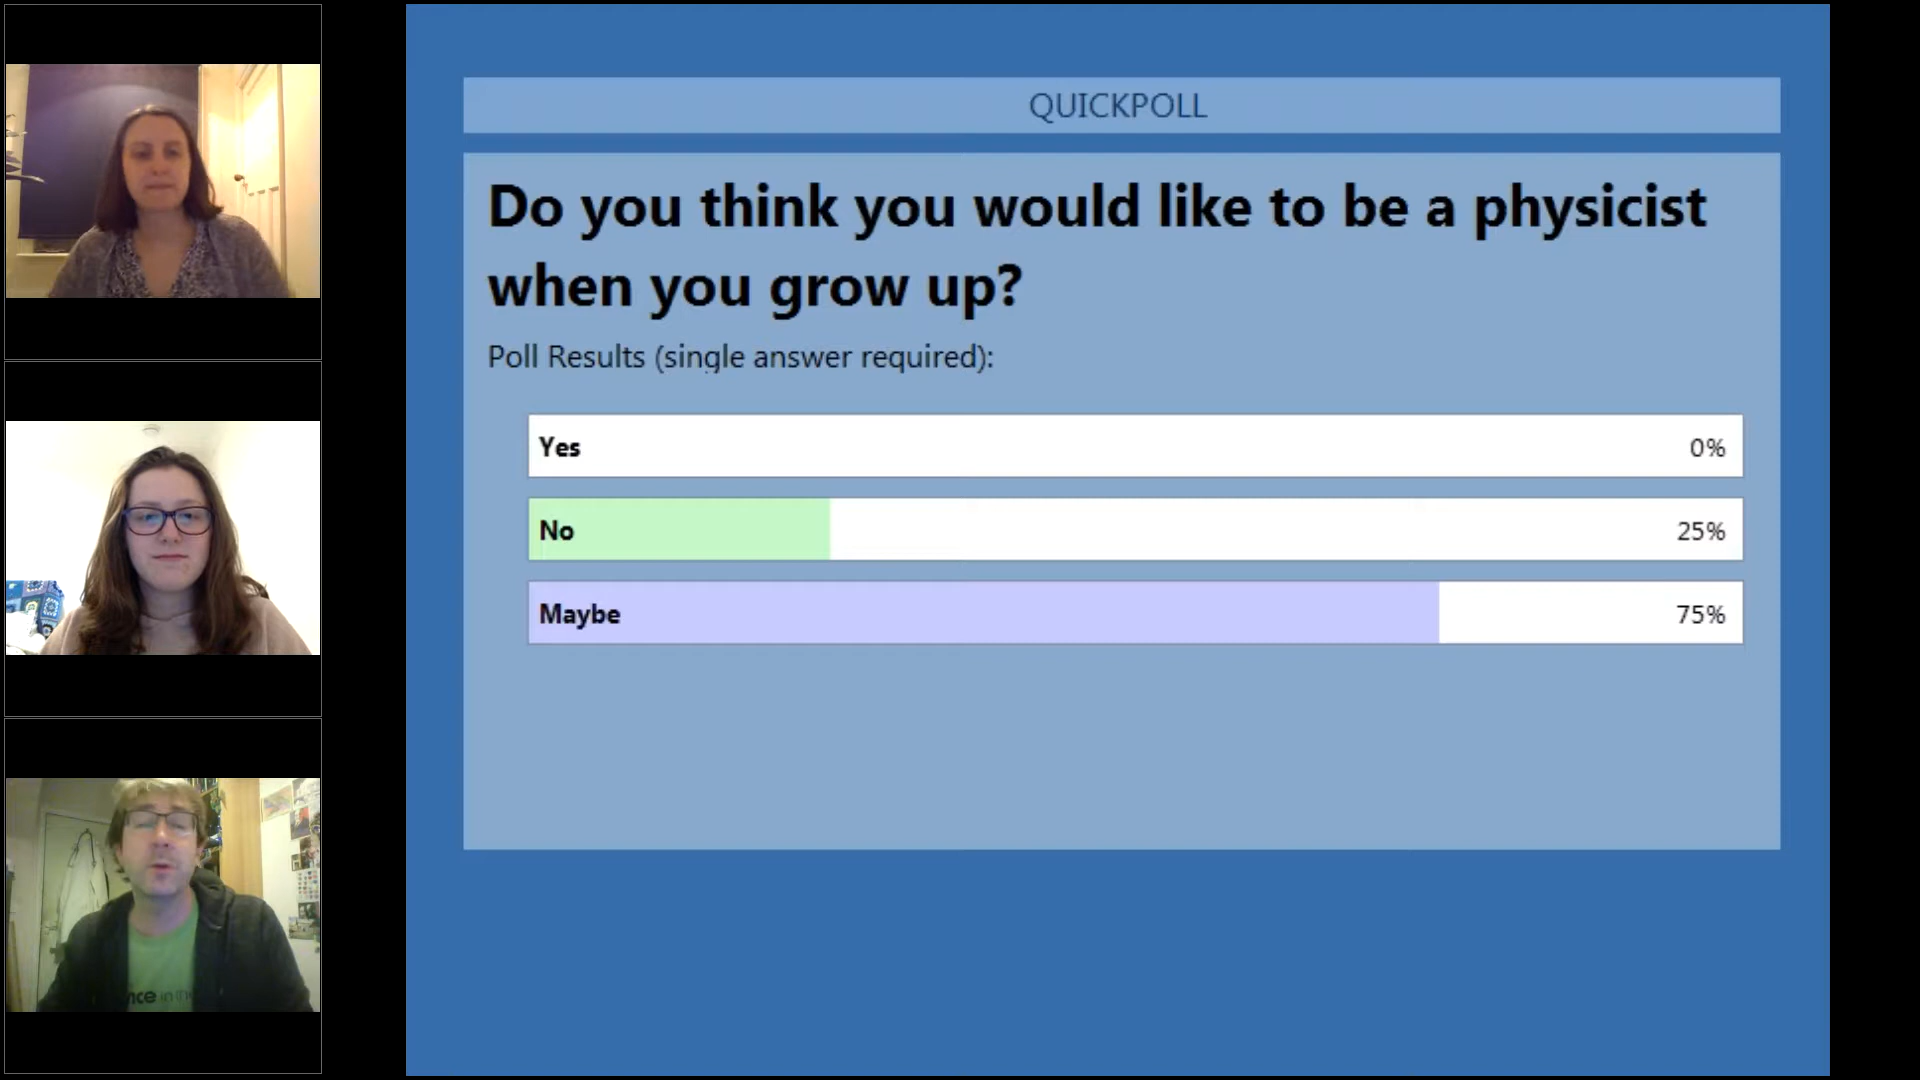 QUICKPOLL
Do you think you would like to be a physicist
when you grow up?
Poll Results (single answer required):
Yes 0%
No 25%
Maybe 75%